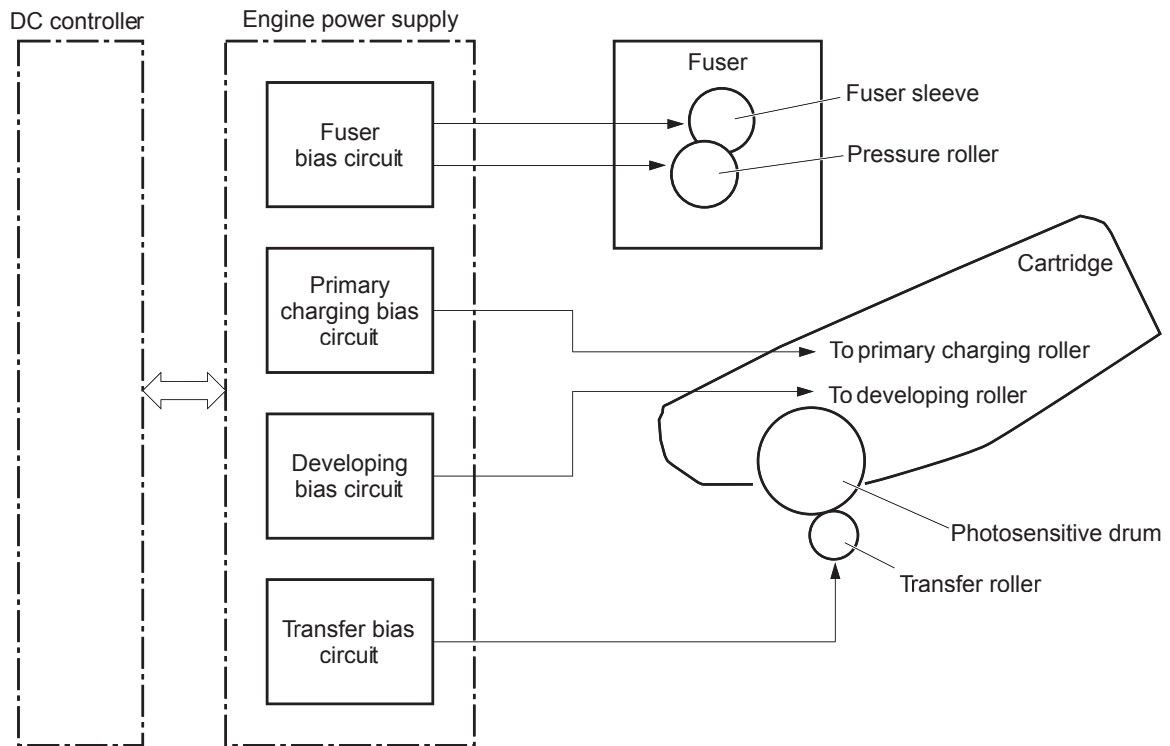 DC controller
Engine power supply
Fuser
bias circuit
Primary
charging bias
circuit
Developing
bias circuit
Transfer bias
circuit
Fuser
Fuser sleeve
Pressure roller
Cartridge
To primary charging roller
To developing roller
Photosensitive drum
Transfer roller